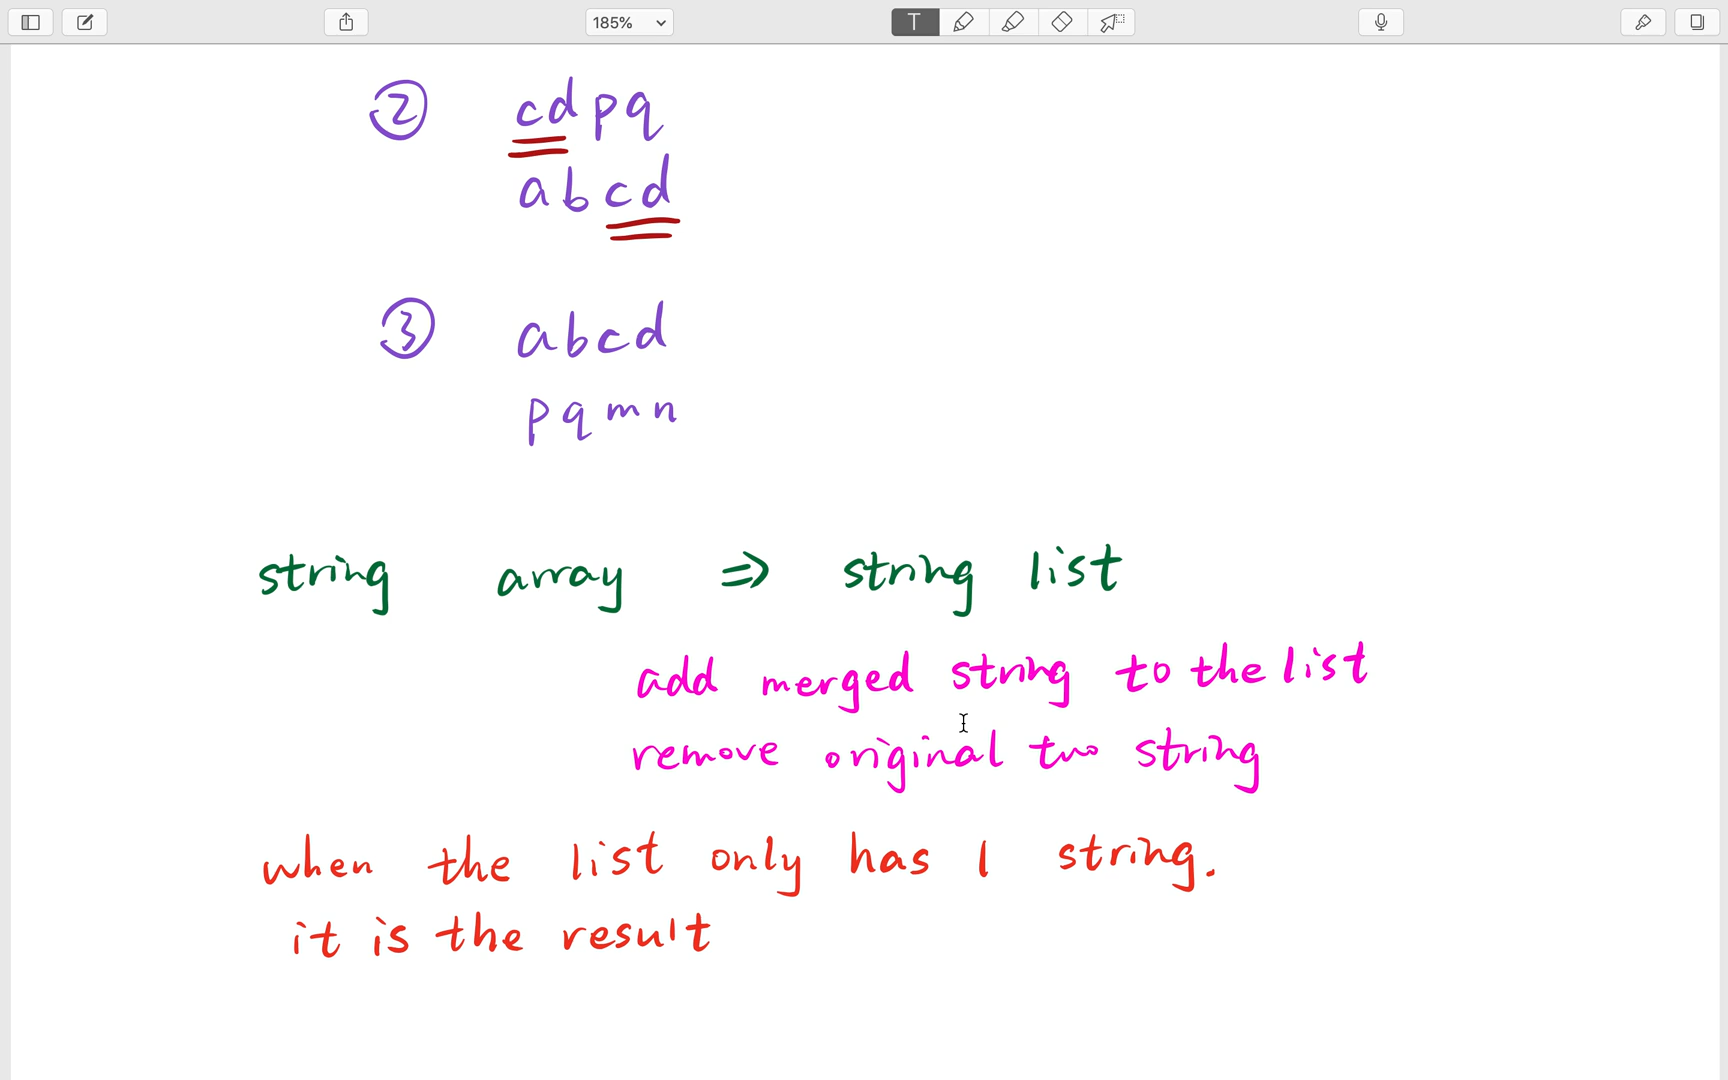 185%
T
② cdpq
abcd
③ abcd
pqmn
string array ⇒ string list
add merged string to the list
remove original two string
when the list only has 1 string.
it is the result